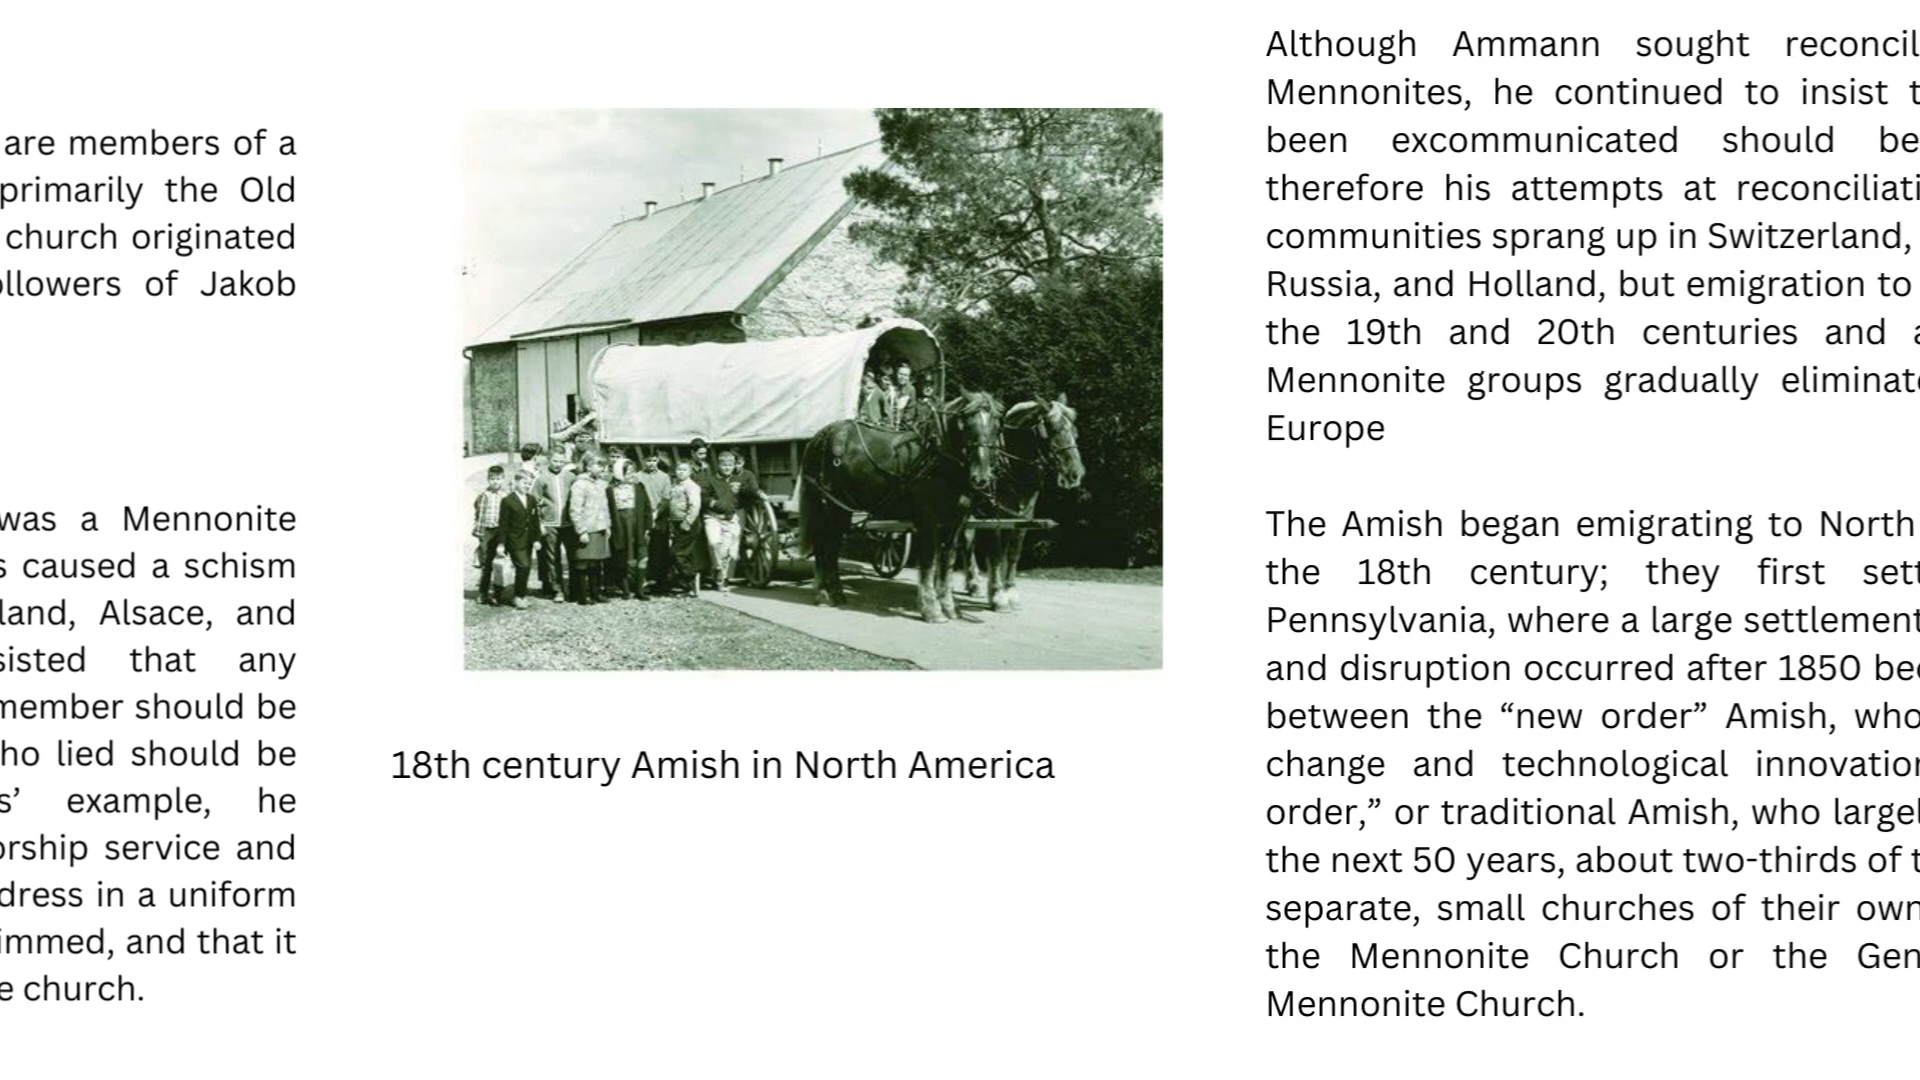 are members of a
primarily the Old
church originated
ollowers of Jakob
was a Mennonite
s caused a schism
land, Alsace, and
sisted that any
member should be
ho lied should be
s’ example, he
orship service and
dress in a uniform
immed, and that it
e church.
18th century Amish in North America
Although Ammann sought reconcil
Mennonites, he continued to insist t
been excommunicated should be
therefore his attempts at reconciliati
communities sprang up in Switzerland,
Russia, and Holland, but emigration to
the 19th and 20th centuries and a
Mennonite groups gradually eliminate
Europe
The Amish began emigrating to North
the 18th century; they first sett
Pennsylvania, where a large settlement
and disruption occurred after 1850 bec
between the “new order” Amish, who
change and technological innovation
order,” or traditional Amish, who largel
the next 50 years, about two-thirds of t
separate, small churches of their own
the Mennonite Church or the Gen
Mennonite Church.